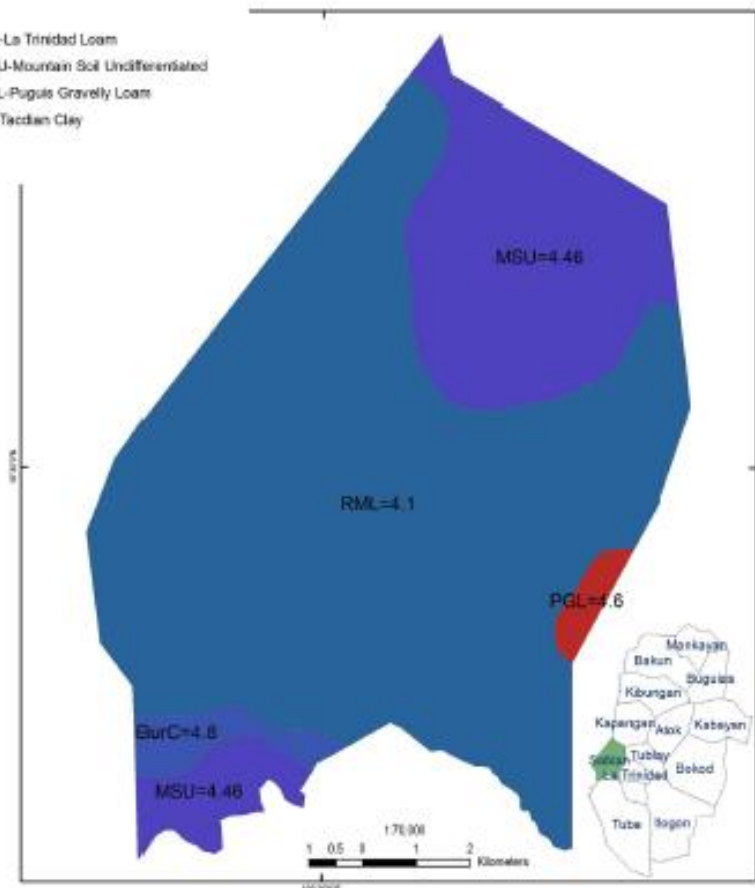 -La Trinidad Loam
U-Mountain Soil Undifferentiated
L-Puguis Gravelly Loam
Tacdian Clay
MSU=4.46
RML=4.1
PGL=4.6
BurC=4.8
MSU=4.46
Mankayan
Bakun
Buguias
Kibungan
Kapangan
Atok
Kabayan
Sablan
Tublay
La Trinidad
Bokod
Tuba
Itogon
1:70,000
1 0.5 0 1 2
Kilometers